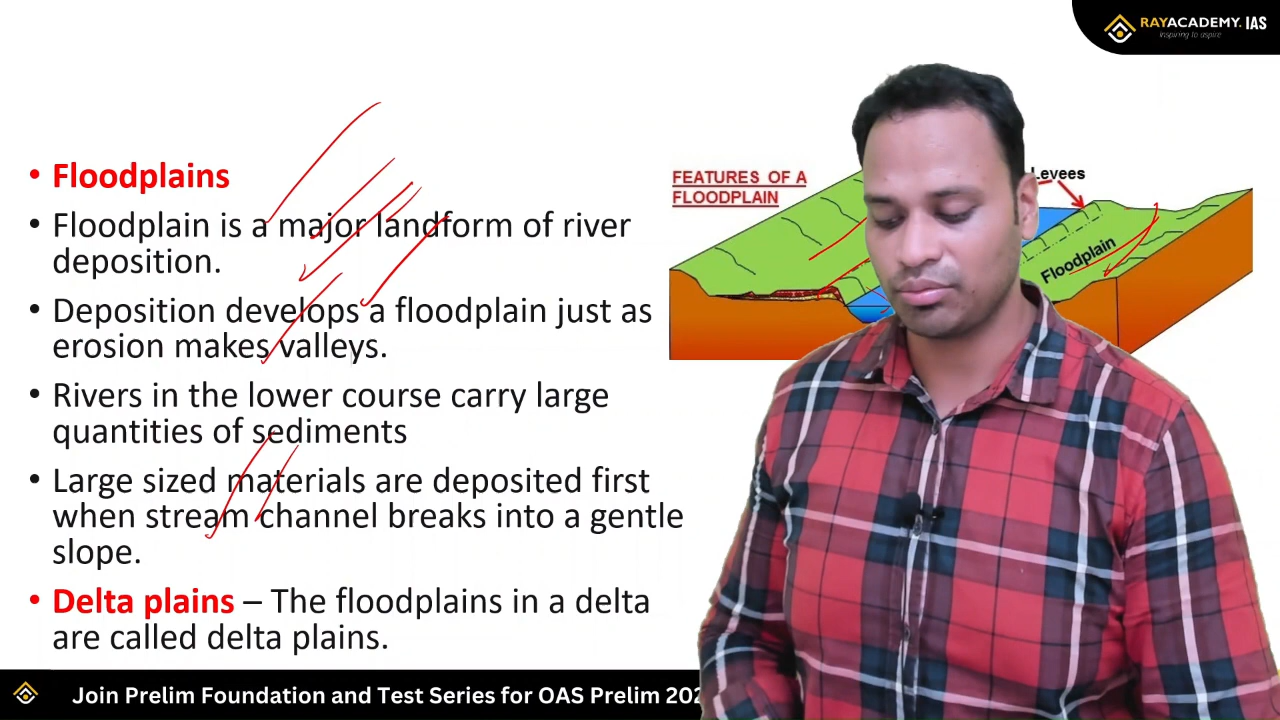 RAYACADEMY. IAS
Inspiring to aspire
• Floodplains
• Floodplain is a major landform of river
deposition.
• Deposition develops a floodplain just as
erosion makes valleys.
• Rivers in the lower course carry large
quantities of sediments
• Large sized materials are deposited first
when stream channel breaks into a gentle
slope.
• Delta plains – The floodplains in a delta
are called delta plains.
FEATURES OF A
FLOODPLAIN
Levees
Floodplain
Join Prelim Foundation and Test Series for OAS Prelim